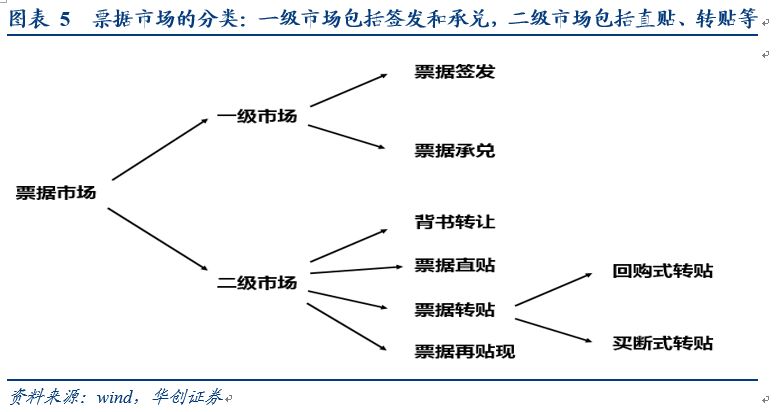 图表 5 票据市场的分类：一级市场包括签发和承兑，二级市场包括直贴、转贴等
票据签发
一级市场
票据承兑
票据市场
背书转让
票据直贴
二级市场
回购式转贴
票据转贴
买断式转贴
票据再贴现
资料来源：wind，华创证券